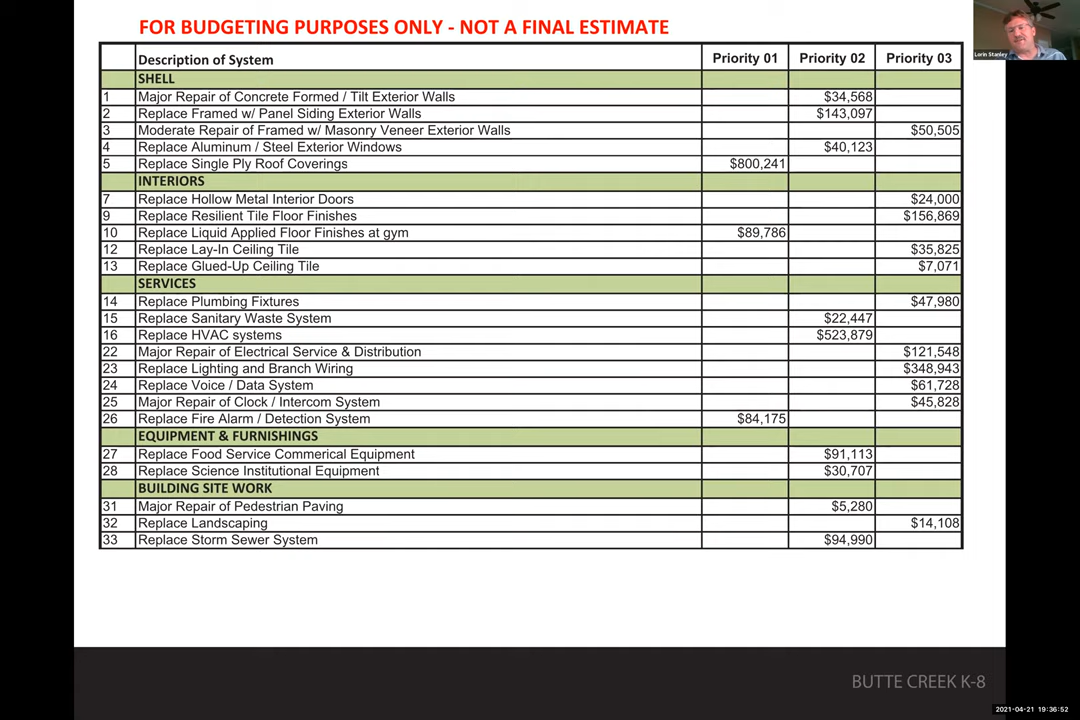 FOR BUDGETING PURPOSES ONLY - NOT A FINAL ESTIMATE
Lorin Stanley
Description of System Priority 01 Priority 02 Priority 03
SHELL
1 Major Repair of Concrete Formed / Tilt Exterior Walls $34,568
2 Replace Framed w/ Panel Siding Exterior Walls $143,097
3 Moderate Repair of Framed w/ Masonry Veneer Exterior Walls $50,505
4 Replace Aluminum / Steel Exterior Windows $40,123
5 Replace Single Ply Roof Coverings $800,241
INTERIORS
7 Replace Hollow Metal Interior Doors $24,000
9 Replace Resilient Tile Floor Finishes $156,869
10 Replace Liquid Applied Floor Finishes at gym $89,786
12 Replace Lay-In Ceiling Tile $35,825
13 Replace Glued-Up Ceiling Tile $7,071
SERVICES
14 Replace Plumbing Fixtures $47,980
15 Replace Sanitary Waste System $22,447
16 Replace HVAC systems $523,879
22 Major Repair of Electrical Service & Distribution $121,548
23 Replace Lighting and Branch Wiring $348,943
24 Replace Voice / Data System $61,728
25 Major Repair of Clock / Intercom System $45,828
26 Replace Fire Alarm / Detection System $84,175
EQUIPMENT & FURNISHINGS
27 Replace Food Service Commerical Equipment $91,113
28 Replace Science Institutional Equipment $30,707
BUILDING SITE WORK
31 Major Repair of Pedestrian Paving $5,280
32 Replace Landscaping $14,108
33 Replace Storm Sewer System $94,990
BUTTE CREEK K-8
2021-04-21 19:36:52